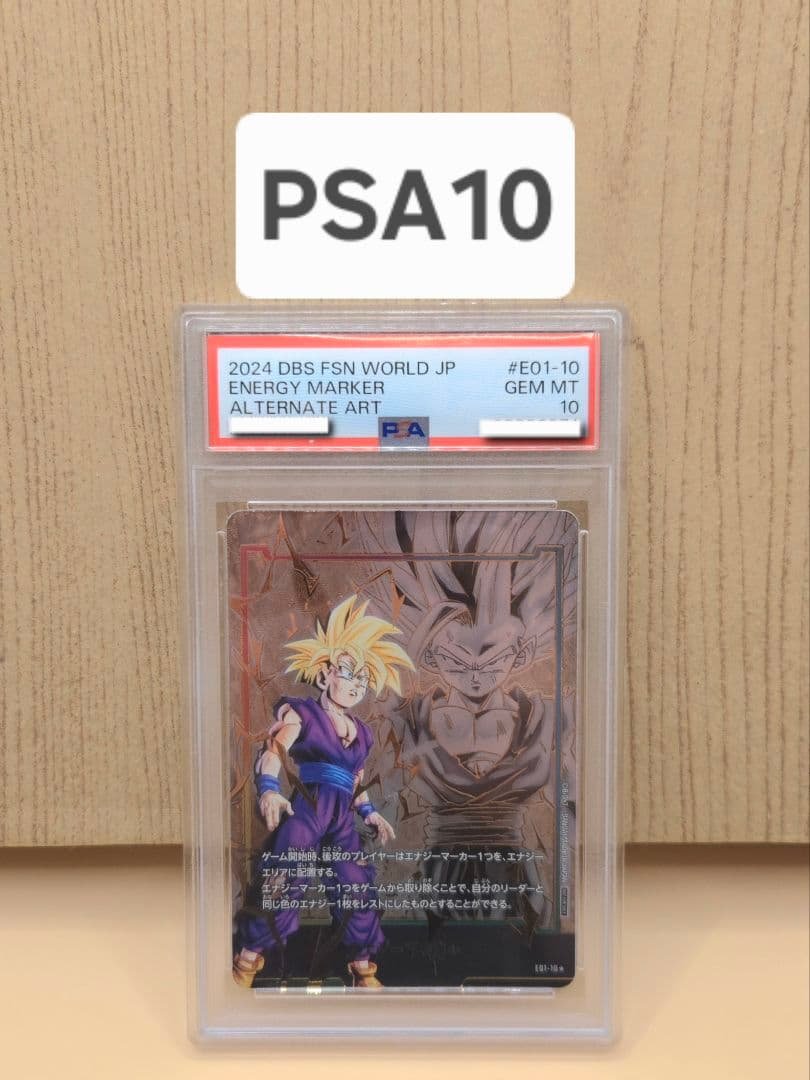 PSA10
2024 DBS FSN WORLD JP #E01-10
ENERGY MARKER GEM MT
ALTERNATE ART 10
PSA
ゲーム開始時、後攻のプレイヤーはエナジーマーカー1つを、エナジー
エリアに配置する。
エナジーマーカー1つをゲームから取り除くことで、自分のリーダーと
同じ色のエナジー1枚をレストにしたものとすることができる。
E01-10★